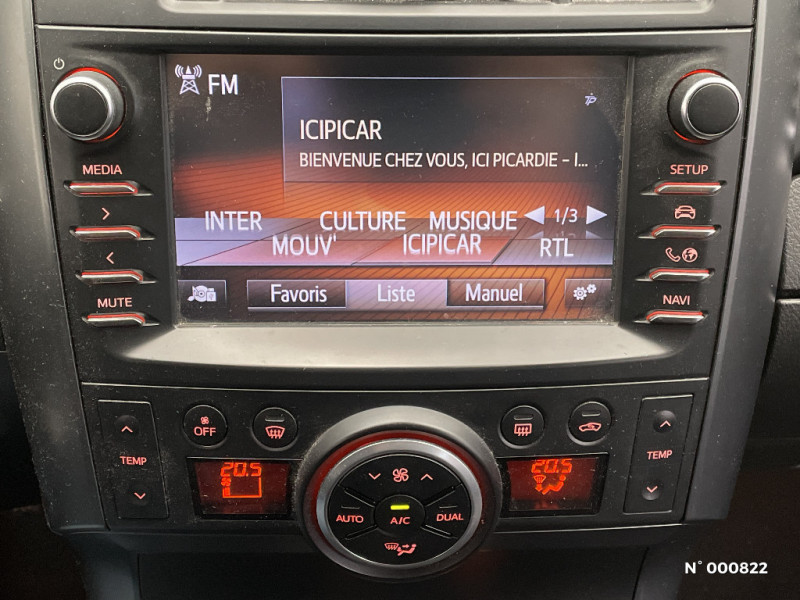 FM
TP
ICIPICAR
BIENVENUE CHEZ VOUS, ICI PICARDIE – I...
MEDIA
SETUP
INTER CULTURE MUSIQUE 1/3
MOUV' ICIPICAR RTL
Favoris Liste Manuel
MUTE
NAVI
OFF
TEMP
TEMP
20.5
20.5
AUTO A/C DUAL
N° 000822